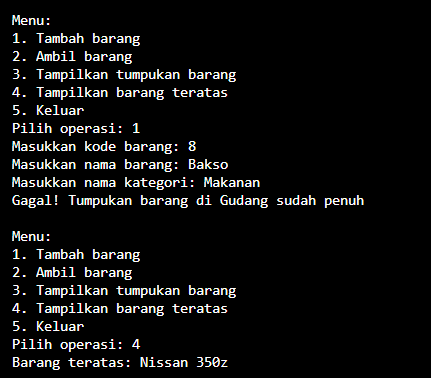 Menu:
1. Tambah barang
2. Ambil barang
3. Tampilkan tumpukan barang
4. Tampilkan barang teratas
5. Keluar
Pilih operasi: 1
Masukkan kode barang: 8
Masukkan nama barang: Bakso
Masukkan nama kategori: Makanan
Gagal! Tumpukan barang di Gudang sudah penuh

Menu:
1. Tambah barang
2. Ambil barang
3. Tampilkan tumpukan barang
4. Tampilkan barang teratas
5. Keluar
Pilih operasi: 4
Barang teratas: Nissan 350z